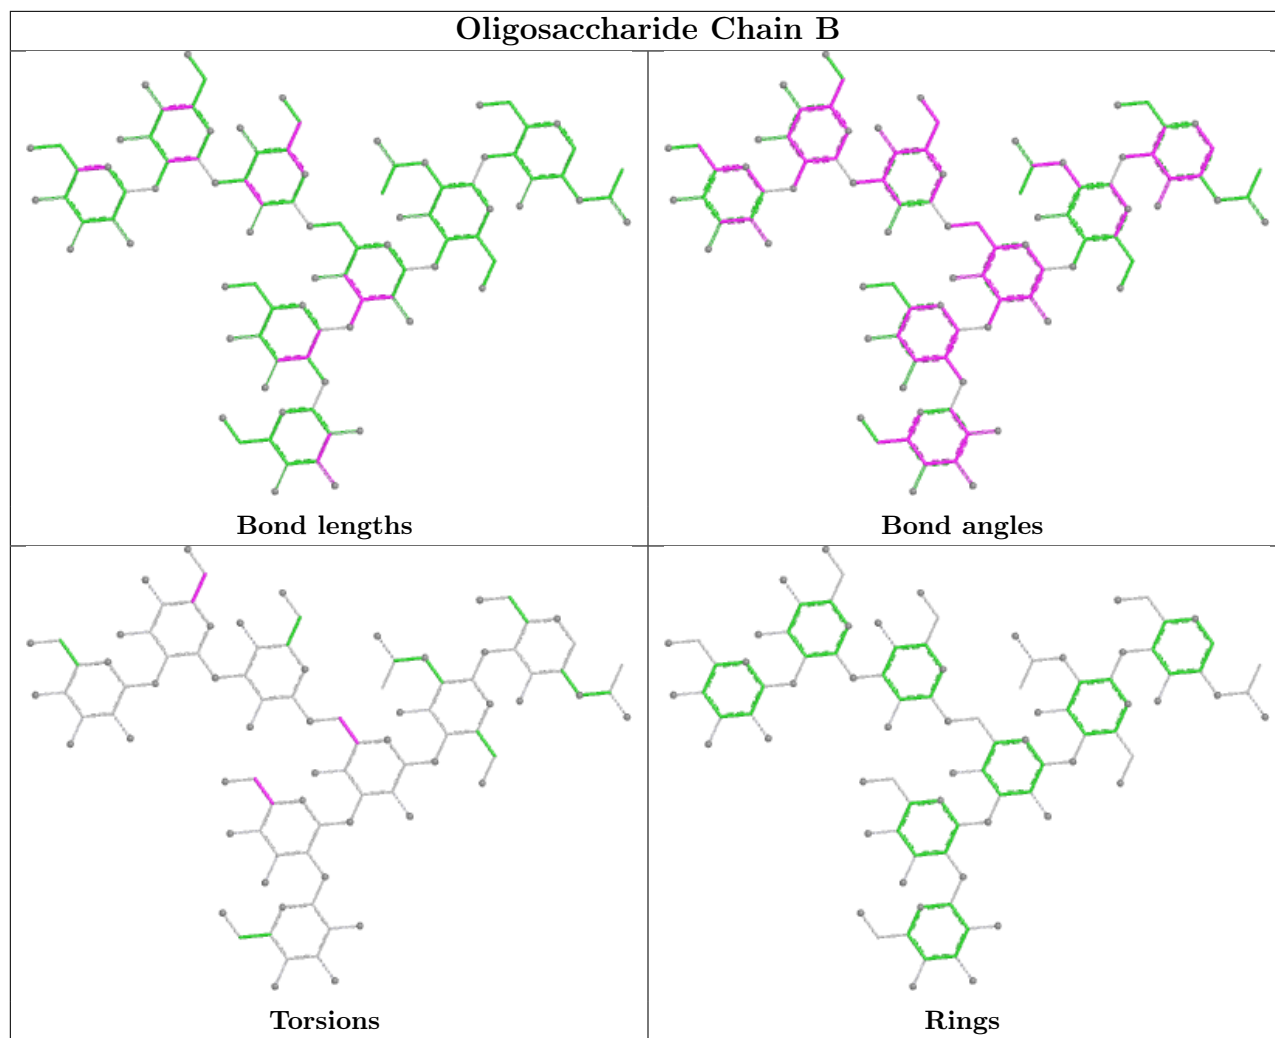 Oligosaccharide Chain B
Bond lengths
Bond angles
Torsions
Rings